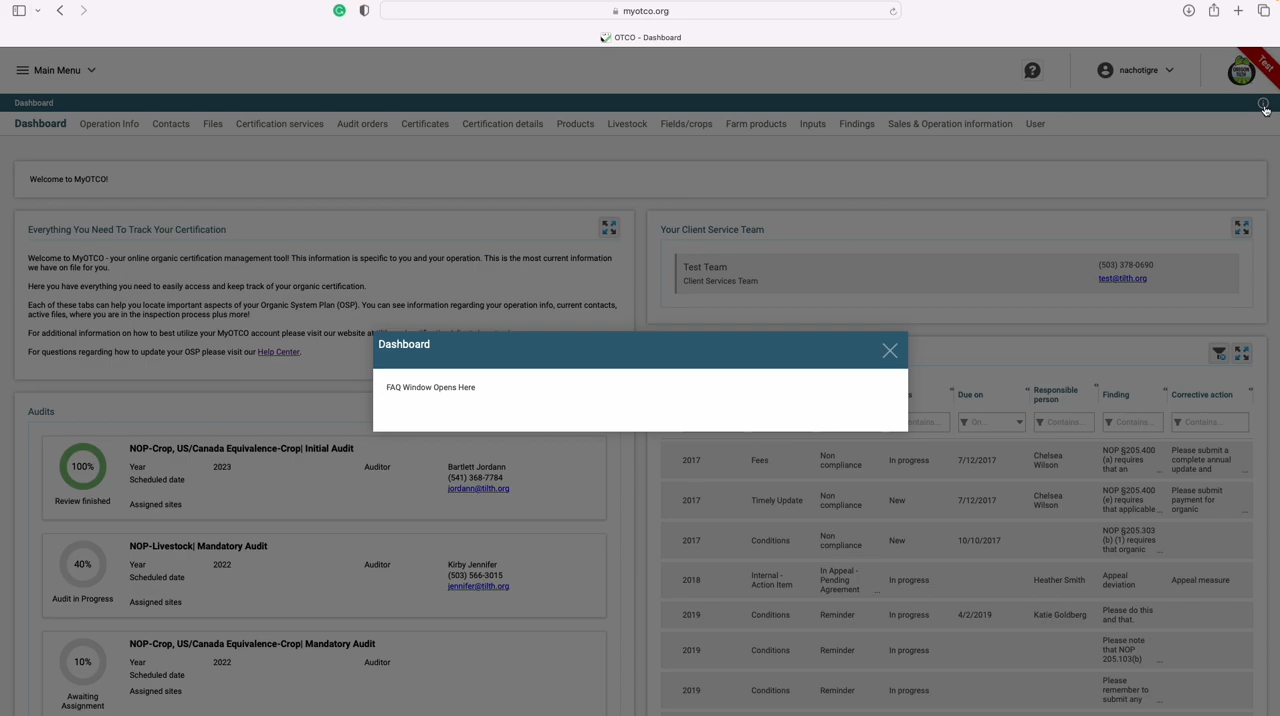 myotco.org
OTCO - Dashboard
Main Menu
nachotigre
OREGON
TILTH
Test
Dashboard
Dashboard Operation Info Contacts Files Certification services Audit orders Certificates Certification details Products Livestock Fields/crops Farm products Inputs Findings Sales & Operation information User
Welcome to MyOTCO!
Everything You Need To Track Your Certification
Welcome to MyOTCO - your online organic certification management tool! This information is specific to you and your operation. This is the most current information
we have on file for you.
Here you have everything you need to easily access and keep track of your organic certification.
Each of these tabs can help you locate important aspects of your Organic System Plan (OSP). You can see information regarding your operation info, current contacts,
active files, where you are in the inspection process plus more!
For additional information on how to best utilize your MyOTCO account please visit our website at
For questions regarding how to update your OSP please visit our Help Center.
Your Client Service Team
Test Team
Client Services Team
(503) 378-0690
test@tilth.org
Dashboard
FAQ Window Opens Here
Audits
100%
Review finished
NOP-Crop, US/Canada Equivalence-Crop| Initial Audit
Year 2023 Auditor Bartlett Jordann
Scheduled date (541) 368-7784
jordann@tilth.org
Assigned sites
40%
Audit in Progress
NOP-Livestock| Mandatory Audit
Year 2022 Auditor Kirby Jennifer
Scheduled date (503) 566-3015
jennifer@tilth.org
Assigned sites
10%
Awaiting
Assignment
NOP-Crop, US/Canada Equivalence-Crop| Mandatory Audit
Year 2022 Auditor
Scheduled date
Assigned sites
Due on Responsible
person Finding Corrective action
ontains... On... Contains... Contains... Contains...
2017 Fees Non
compliance In progress 7/12/2017 Chelsea
Wilson NOP §205.400
(a) requires
that an ... Please submit a
complete annual
update and ...
2017 Timely Update Non
compliance New 7/12/2017 Chelsea
Wilson NOP §205.400
(e) requires
that applicable ... Please submit
payment for
organic ...
2017 Conditions Non
compliance New 10/10/2017 NOP §205.303
(b) (1) requires
that organic ...
2018 Internal -
Action Item In Appeal -
Pending
Agreement ... In progress Heather Smith Appeal
deviation Appeal measure
2019 Conditions Reminder In progress 4/2/2019 Katie Goldberg Please do this
and that.
2019 Conditions Reminder In progress Please note
that NOP
205.103(b) ...
2019 Conditions Reminder In progress Please
remember to
submit any ...